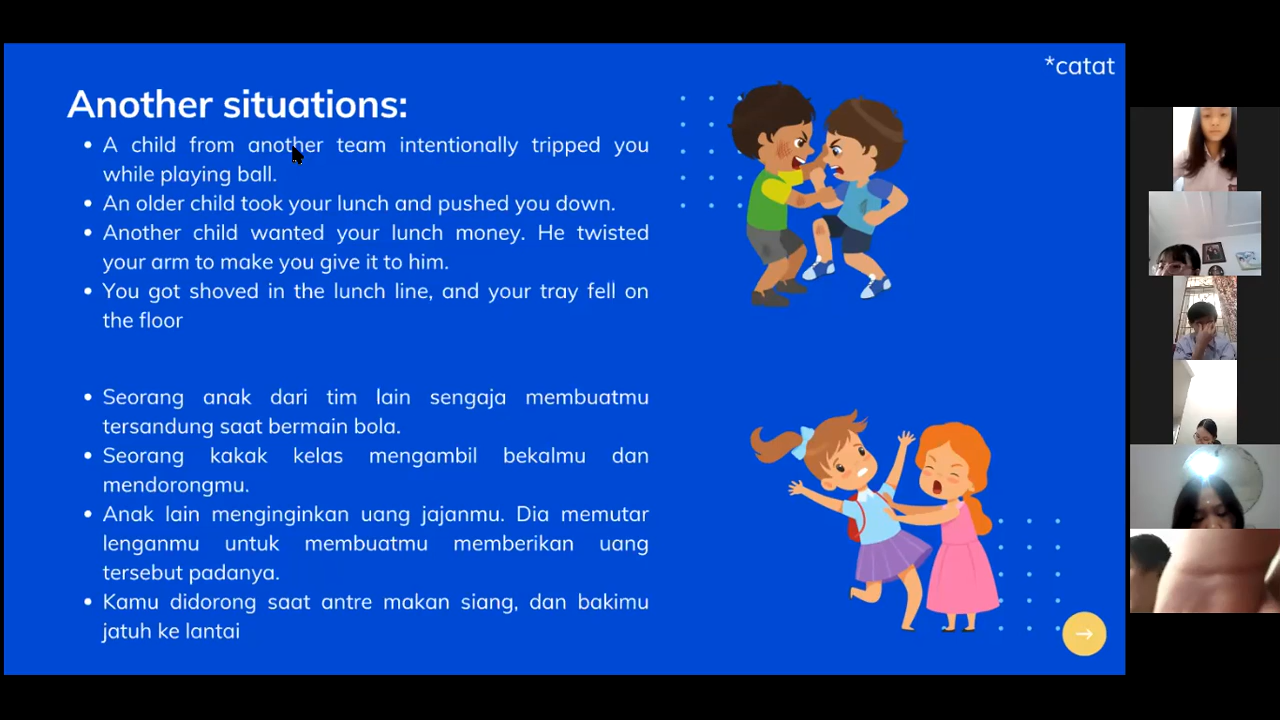 *catat
Another situations:
• A child from another team intentionally tripped you
while playing ball.
• An older child took your lunch and pushed you down.
• Another child wanted your lunch money. He twisted
your arm to make you give it to him.
• You got shoved in the lunch line, and your tray fell on
the floor
• Seorang anak dari tim lain sengaja membuatmu
tersandung saat bermain bola.
• Seorang kakak kelas mengambil bekalmu dan
mendorongmu.
• Anak lain menginginkan uang jajanmu. Dia memutar
lenganmu untuk membuatmu memberikan uang
tersebut padanya.
• Kamu didorong saat antre makan siang, dan bakimu
jatuh ke lantai